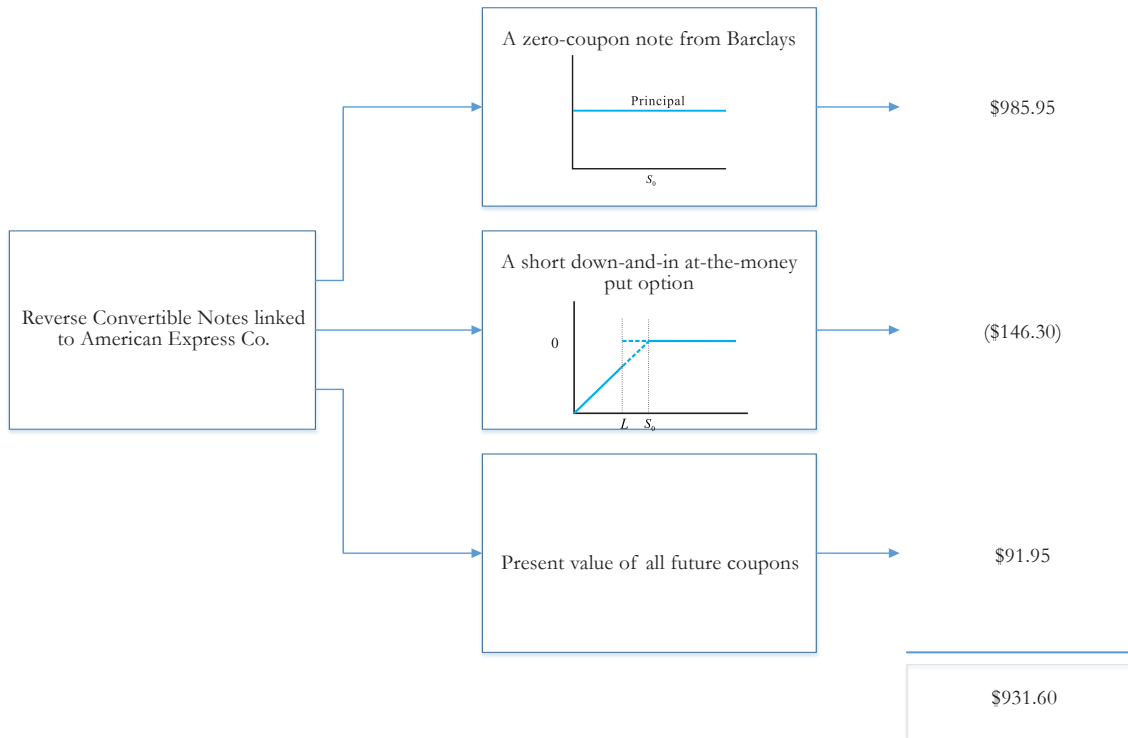 A zero-coupon note from Barclays
Principal
S₀
$985.95
Reverse Convertible Notes linked
to American Express Co.
A short down-and-in at-the-money
put option
0
L S₀
($146.30)
Present value of all future coupons
$91.95
$931.60